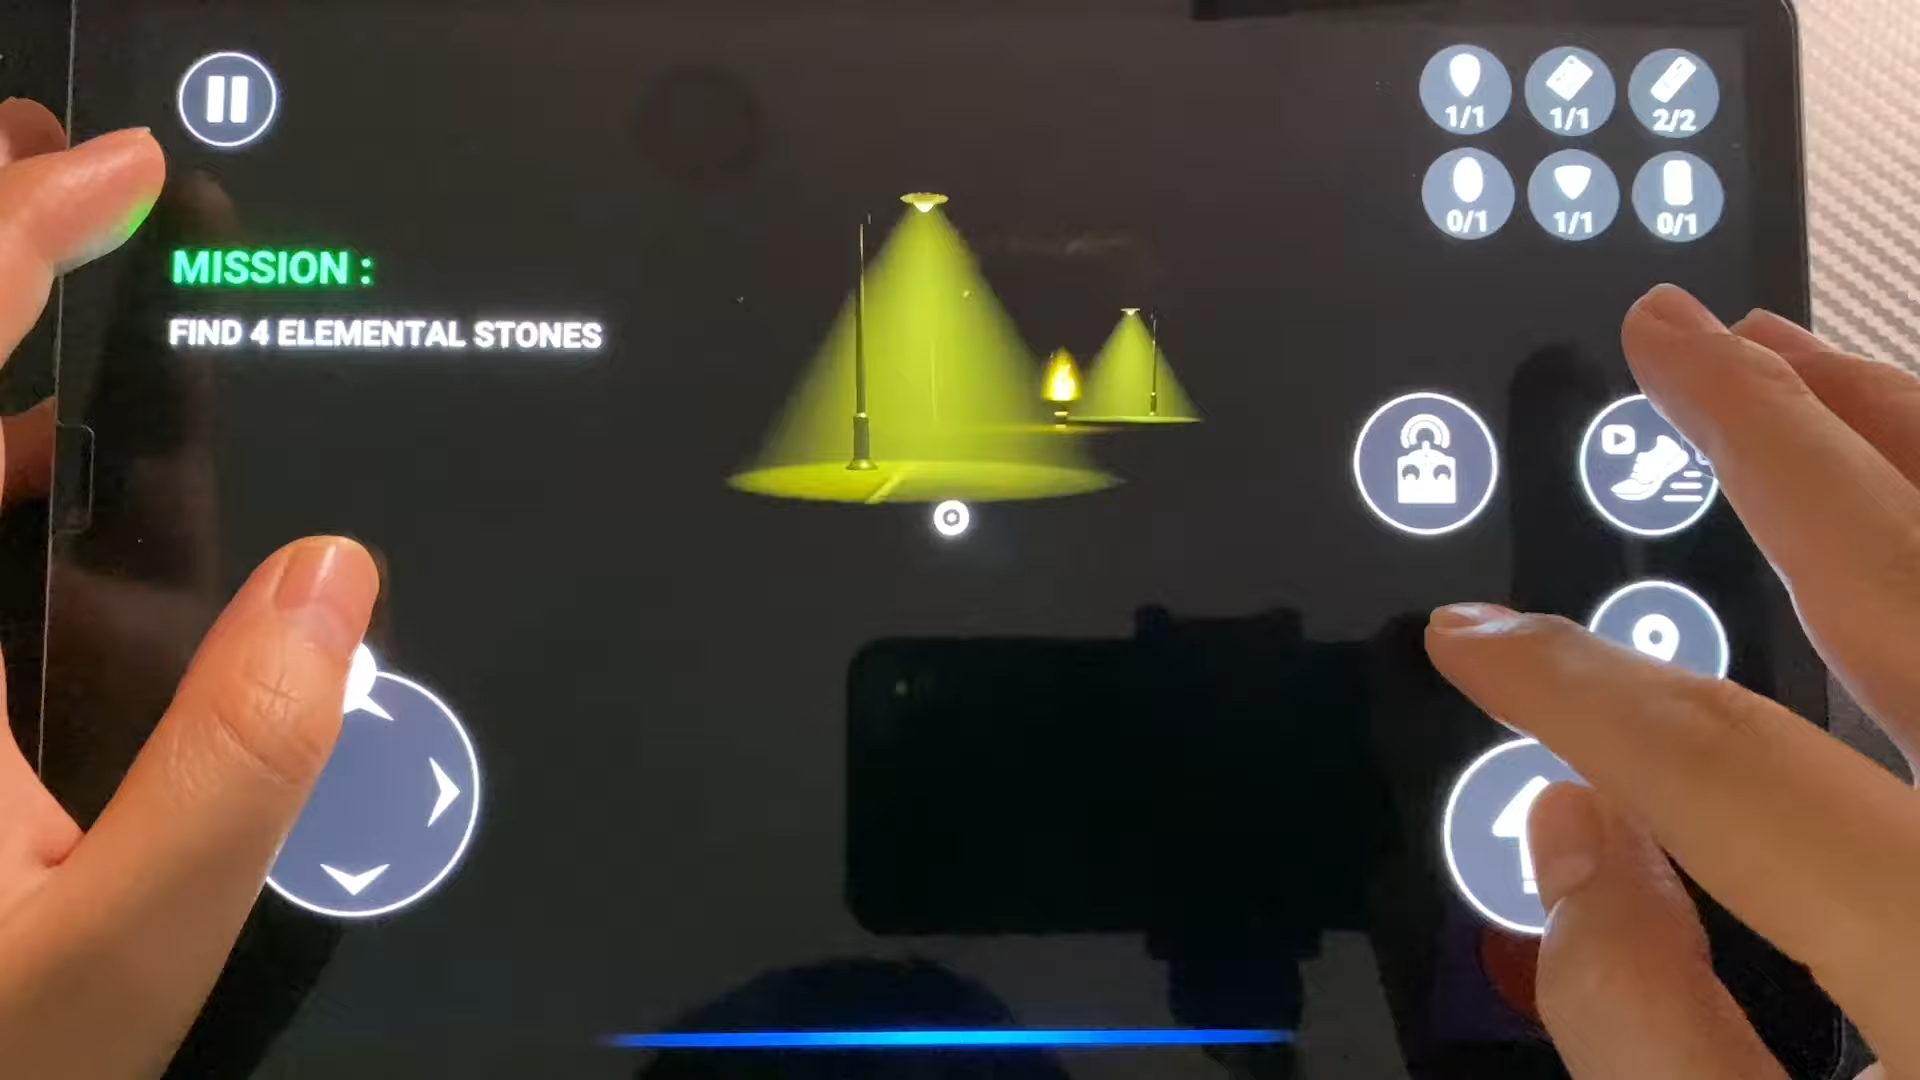 1/1 1/1 2/2
0/1 1/1 0/1
MISSION :
FIND 4 ELEMENTAL STONES